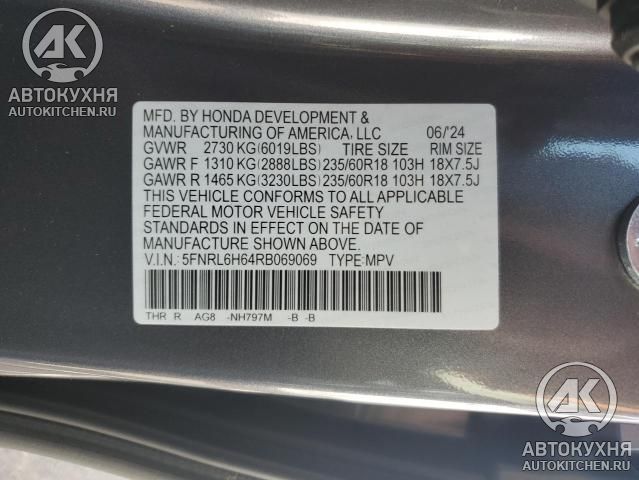 АК
АВТОКУХНЯ
AUTOKITCHEN.RU
MFD. BY HONDA DEVELOPMENT &
MANUFACTURING OF AMERICA, LLC 06/'24
GVWR 2730 KG(6019LBS) TIRE SIZE RIM SIZE
GAWR F 1310 KG(2888LBS)235/60R18 103H 18X7.5J
GAWR R 1465 KG(3230LBS)235/60R18 103H 18X7.5J
THIS VEHICLE CONFORMS TO ALL APPLICABLE
FEDERAL MOTOR VEHICLE SAFETY
STANDARDS IN EFFECT ON THE DATE OF
MANUFACTURE SHOWN ABOVE.
V.I.N.: 5FNRL6H64RB069069 TYPE:MPV
THR R AG8 -NH797M -B -B
АК
АВТОКУХНЯ
AUTOKITCHEN.RU